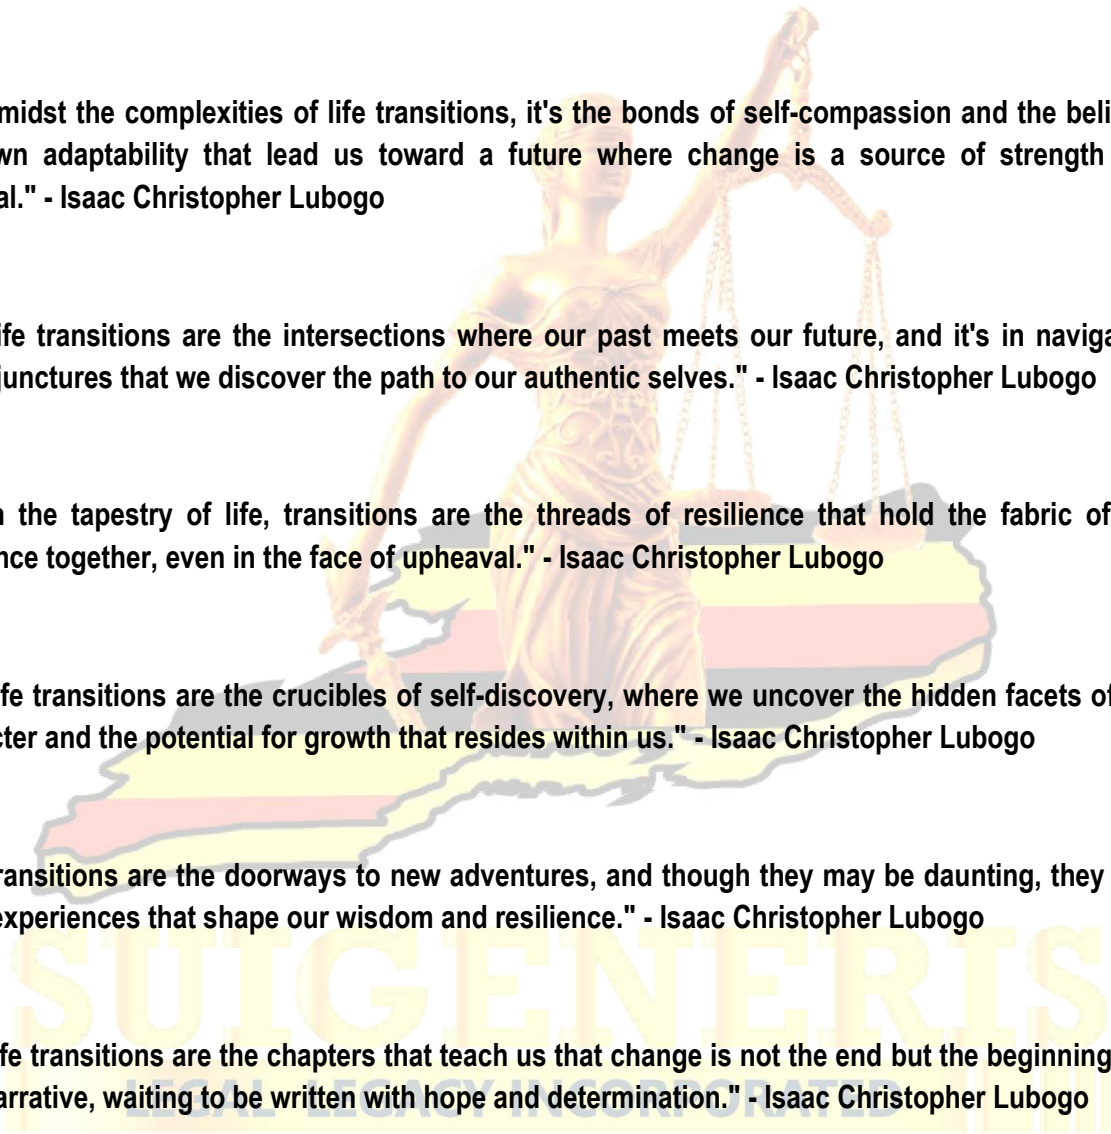 midst the complexities of life transitions, it's the bonds of self-compassion and the beli
wn adaptability that lead us toward a future where change is a source of strength
al." - Isaac Christopher Lubogo
ife transitions are the intersections where our past meets our future, and it's in naviga
junctures that we discover the path to our authentic selves." - Isaac Christopher Lubogo
n the tapestry of life, transitions are the threads of resilience that hold the fabric of
nce together, even in the face of upheaval." - Isaac Christopher Lubogo
fe transitions are the crucibles of self-discovery, where we uncover the hidden facets of
cter and the potential for growth that resides within us." - Isaac Christopher Lubogo
ransitions are the doorways to new adventures, and though they may be daunting, they
experiences that shape our wisdom and resilience." - Isaac Christopher Lubogo
SUIGENERIS
fe transitions are the chapters that teach us that change is not the end but the beginning
arrative, waiting to be written with hope and determination." - Isaac Christopher Lubogo
LEGAL LEGACY INCORPORATED